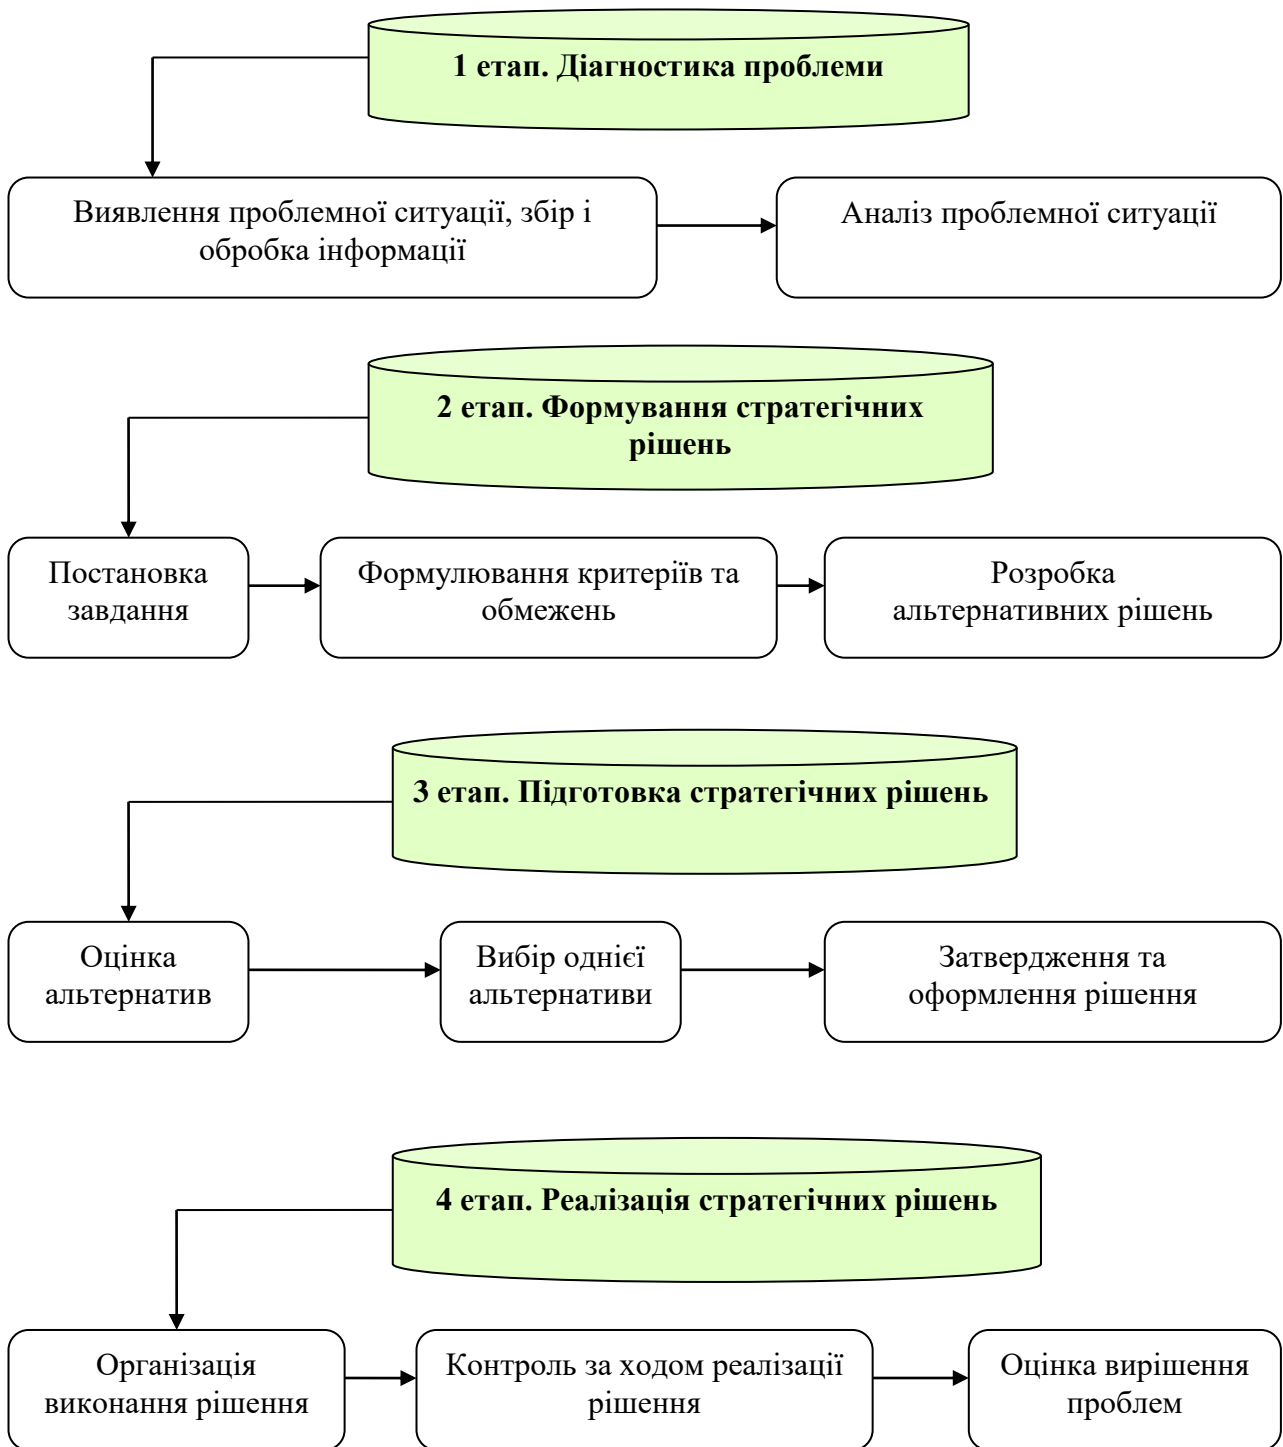 1 етап. Діагностика проблеми
Виявлення проблемної ситуації, збір і
обробка інформації
Аналіз проблемної ситуації
2 етап. Формування стратегічних
рішень
Постановка
завдання
Формулювання критеріїв та
обмежень
Розробка
альтернативних рішень
3 етап. Підготовка стратегічних рішень
Оцінка
альтернатив
Вибір однієї
альтернативи
Затвердження та
оформлення рішення
4 етап. Реалізація стратегічних рішень
Організація
виконання рішення
Контроль за ходом реалізації
рішення
Оцінка вирішення
проблем